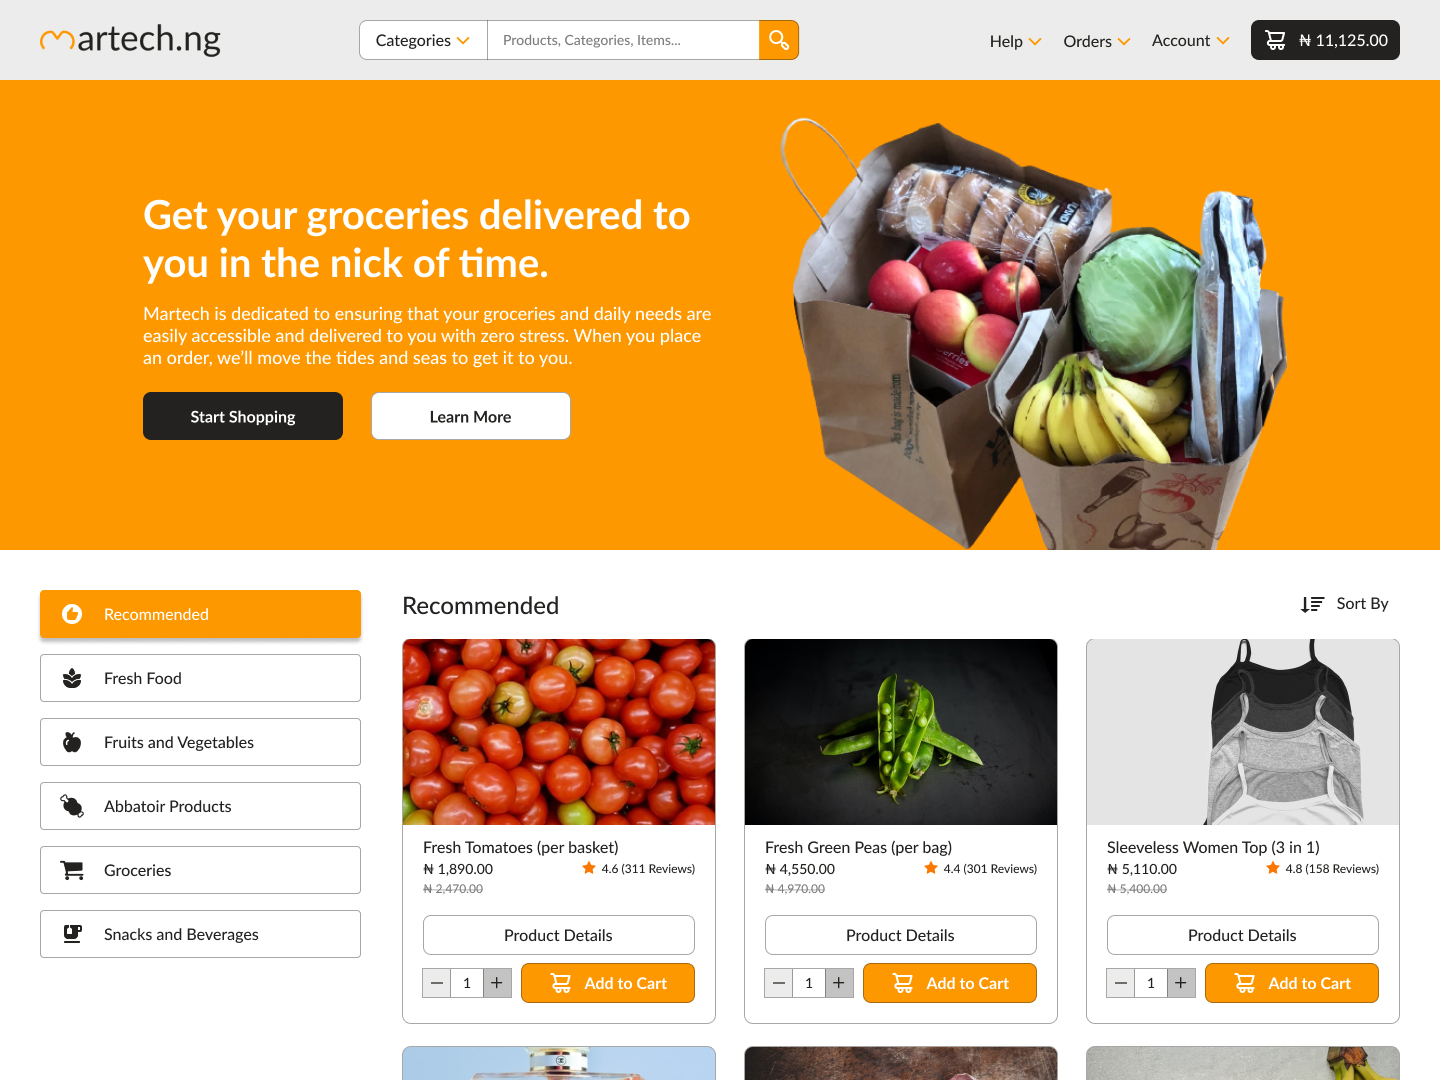 martech.ng
Categories
Products, Categories, Items...
Help
Orders
Account
₦ 11,125.00
Get your groceries delivered to
you in the nick of time.
Martech is dedicated to ensuring that your groceries and daily needs are
easily accessible and delivered to you with zero stress. When you place
an order, we'll move the tides and seas to get it to you.
Start Shopping
Learn More
Recommended
Fresh Food
Fruits and Vegetables
Abbatoir Products
Groceries
Snacks and Beverages
Recommended
Sort By
Fresh Tomatoes (per basket)
₦ 1,890.00
4.6 (311 Reviews)
₦ 2,470.00
Product Details
1
Add to Cart
Fresh Green Peas (per bag)
₦ 4,550.00
4.4 (301 Reviews)
₦ 4,970.00
Product Details
1
Add to Cart
Sleeveless Women Top (3 in 1)
₦ 5,110.00
4.8 (158 Reviews)
₦ 5,400.00
Product Details
1
Add to Cart